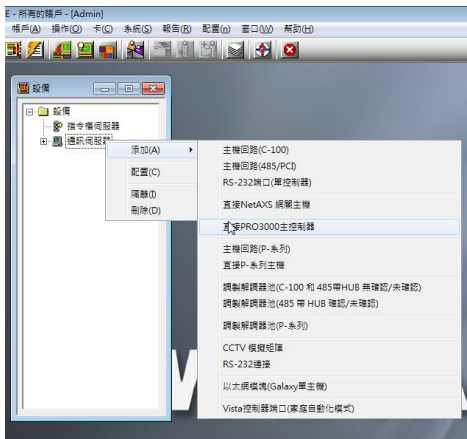 E - 所有的賬戶 - [Admin]
帳戶(A) 操作(O) 卡(C) 系統(S) 報告(R) 配置(n) 窗口(W) 幫助(H)
設備
設備
指令檔伺服器
通訊伺服器
添加(A)
配置(C)
隔離(I)
刪除(D)
主機回路(C-100)
主機回路(485/PCI)
RS-232端口(單控制器)
直接NetAXS 網關主機
直接PRO3000主控制器
主機回路(P-系列)
直接P-系列主機
調製解調器池(C-100 和 485帶HUB 無確認/未確認)
調製解調器池(485 帶 HUB 確認/未確認)
調製解調器池(P-系列)
CCTV 模擬矩陣
RS-232連接
以太網模塊(Galaxy單主機)
Vista控制器端口(家庭自動化模式)